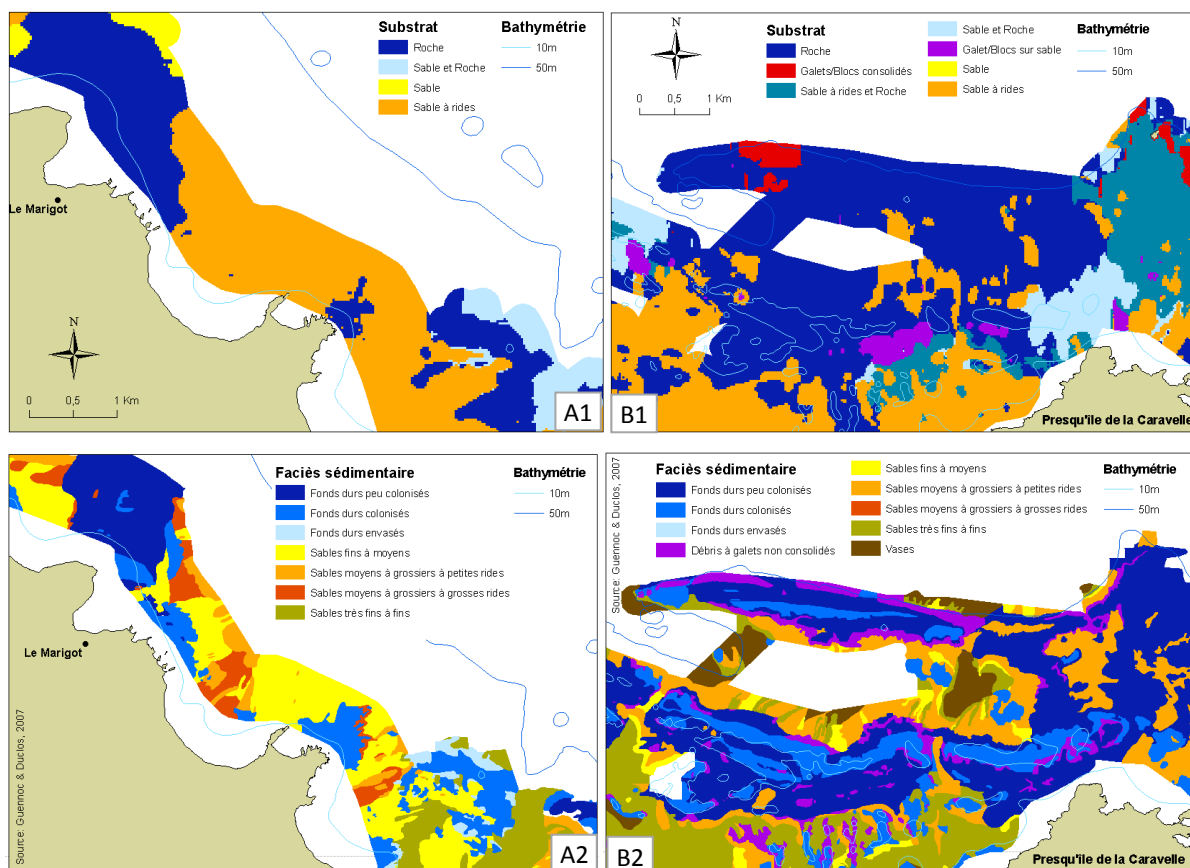 Substrat
Roche
Sable et Roche
Sable
Sable à rides
Bathymétrie
10m
50m
Le Marigot
N
0 0,5 1 Km
A1
N
0 0,5 1 Km
Substrat
Roche
Galets/Blocs consolidés
Sable à rides et Roche
Sable et Roche
Galet/Blocs sur sable
Sable
Sable à rides
Bathymétrie
10m
50m
Presqu'ile de la Caravelle
B1
Faciès sédimentaire
Fonds durs peu colonisés
Fonds durs colonisés
Fonds durs envasés
Sables fins à moyens
Sables moyens à grossiers à petites rides
Sables moyens à grossiers à grosses rides
Sables très fins à fins
Bathymétrie
10m
50m
Le Marigot
Source: Guennoc & Duclos, 2007
A2
Source: Guennoc & Duclos, 2007
Faciès sédimentaire
Fonds durs peu colonisés
Fonds durs colonisés
Fonds durs envasés
Débris à galets non consolidés
Sables fins à moyens
Sables moyens à grossiers à petites rides
Sables moyens à grossiers à grosses rides
Sables très fins à fins
Vases
Bathymétrie
10m
50m
Presqu'ile de la Caravelle
B2